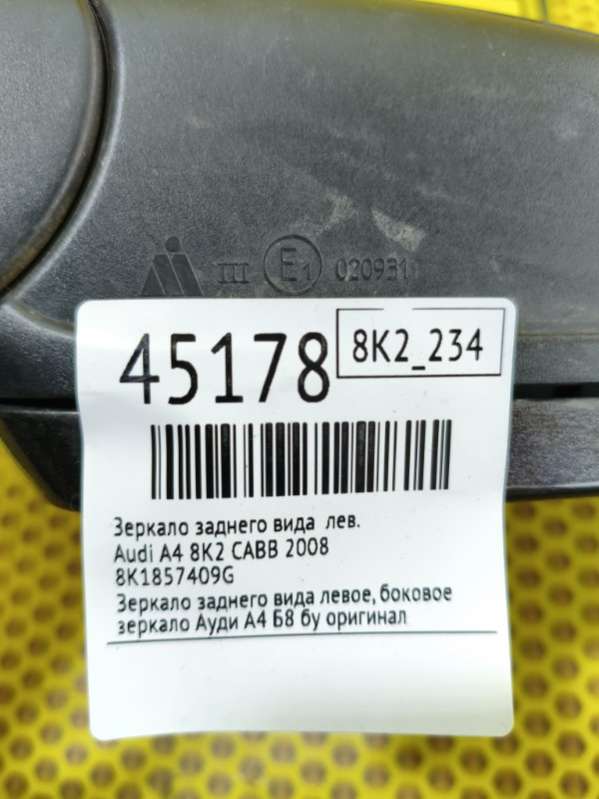 III E1 020931
45178
8K2_234
Зеркало заднего вида лев.
Audi A4 8K2 CABB 2008
8K1857409G
Зеркало заднего вида левое, боковое
зеркало Ауди А4 Б8 бу оригинал